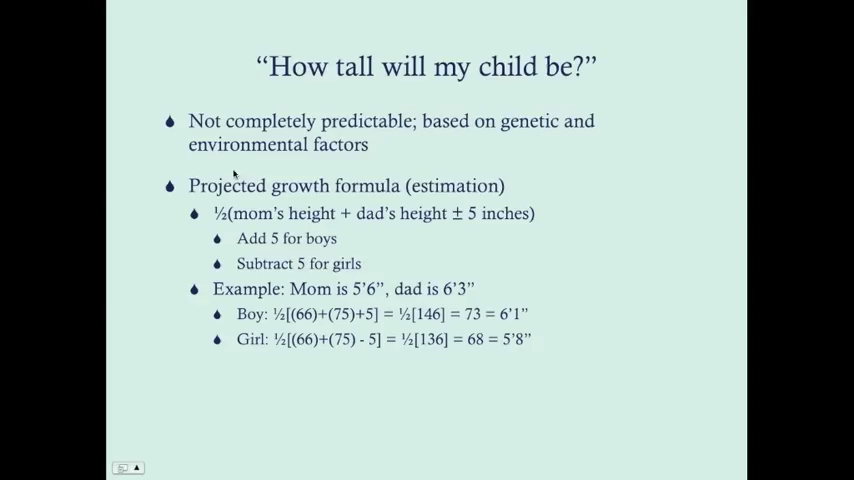 “How tall will my child be?”
Not completely predictable; based on genetic and
environmental factors
Projected growth formula (estimation)
½(mom’s height + dad’s height ± 5 inches)
Add 5 for boys
Subtract 5 for girls
Example: Mom is 5’6”, dad is 6’3”
Boy: ½[(66)+(75)+5] = ½[146] = 73 = 6’1”
Girl: ½[(66)+(75) - 5] = ½[136] = 68 = 5’8”